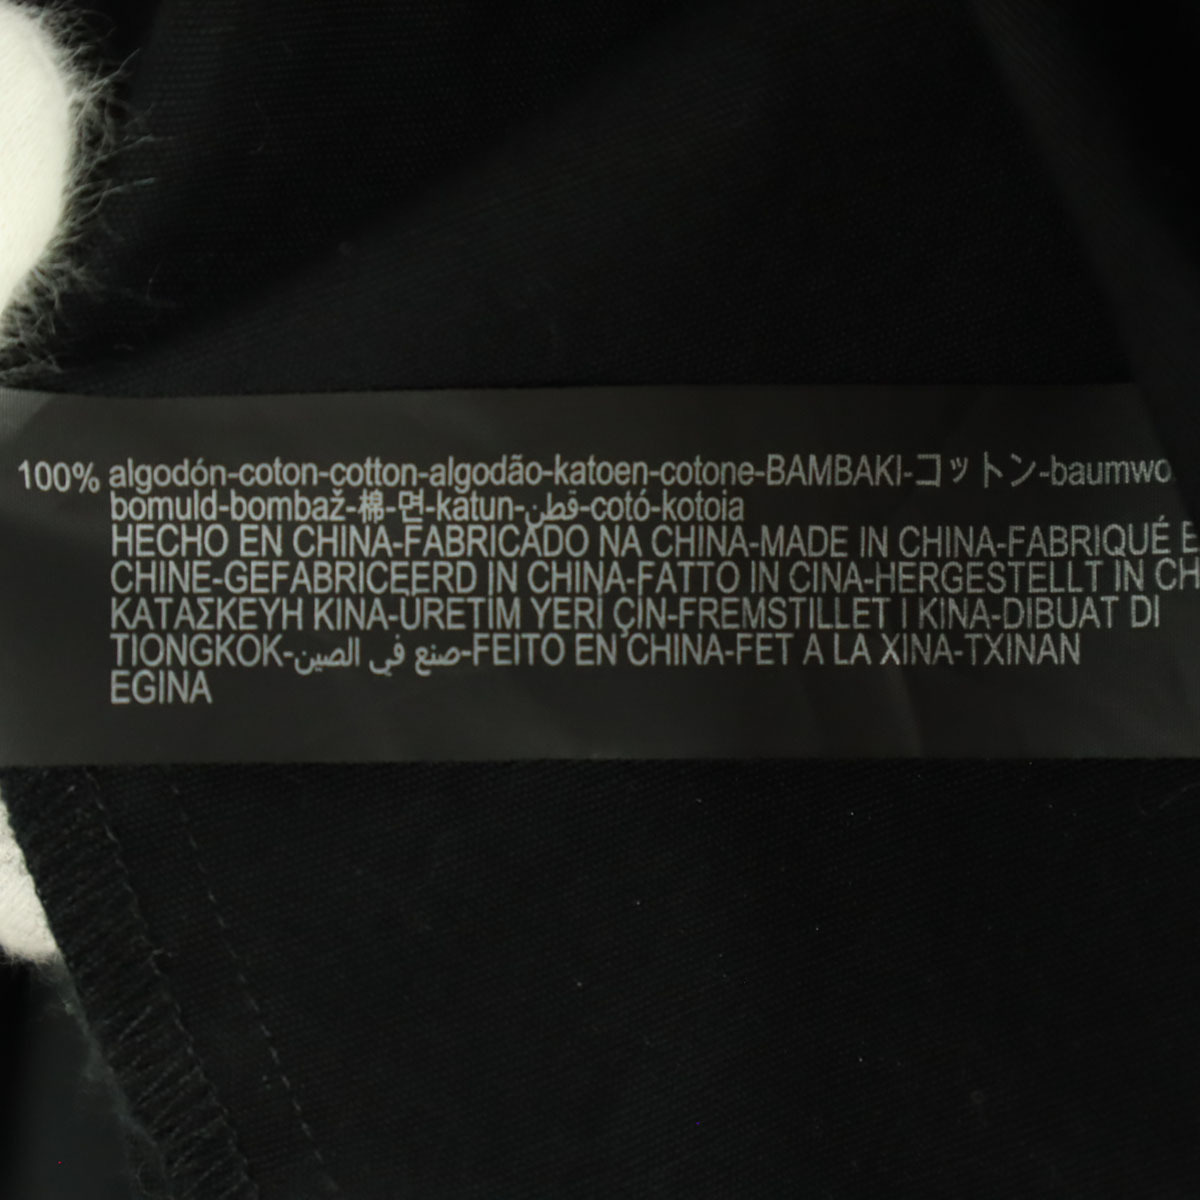 100% algodón-coton-cotton-algodão-katoen-cotone-BAMBAKI-コットン-baumwo
bomuld-bombaž-棉-면-katun-قطن-cotó-kotoia
HECHO EN CHINA-FABRICADO NA CHINA-MADE IN CHINA-FABRIQUÉ E
CHINE-GEFABRICEERD IN CHINA-FATTO IN CINA-HERGESTELLT IN CH
ΚΑΤΑΣΚΕΥΗ ΚΙΝΑ-ÜRETİM YERİ ÇİN-FREMSTILLET I KINA-DIBUAT DI
TIONGKOK-صنع في الصين-FEITO EN CHINA-FET A LA XINA-TXINAN
EGINA